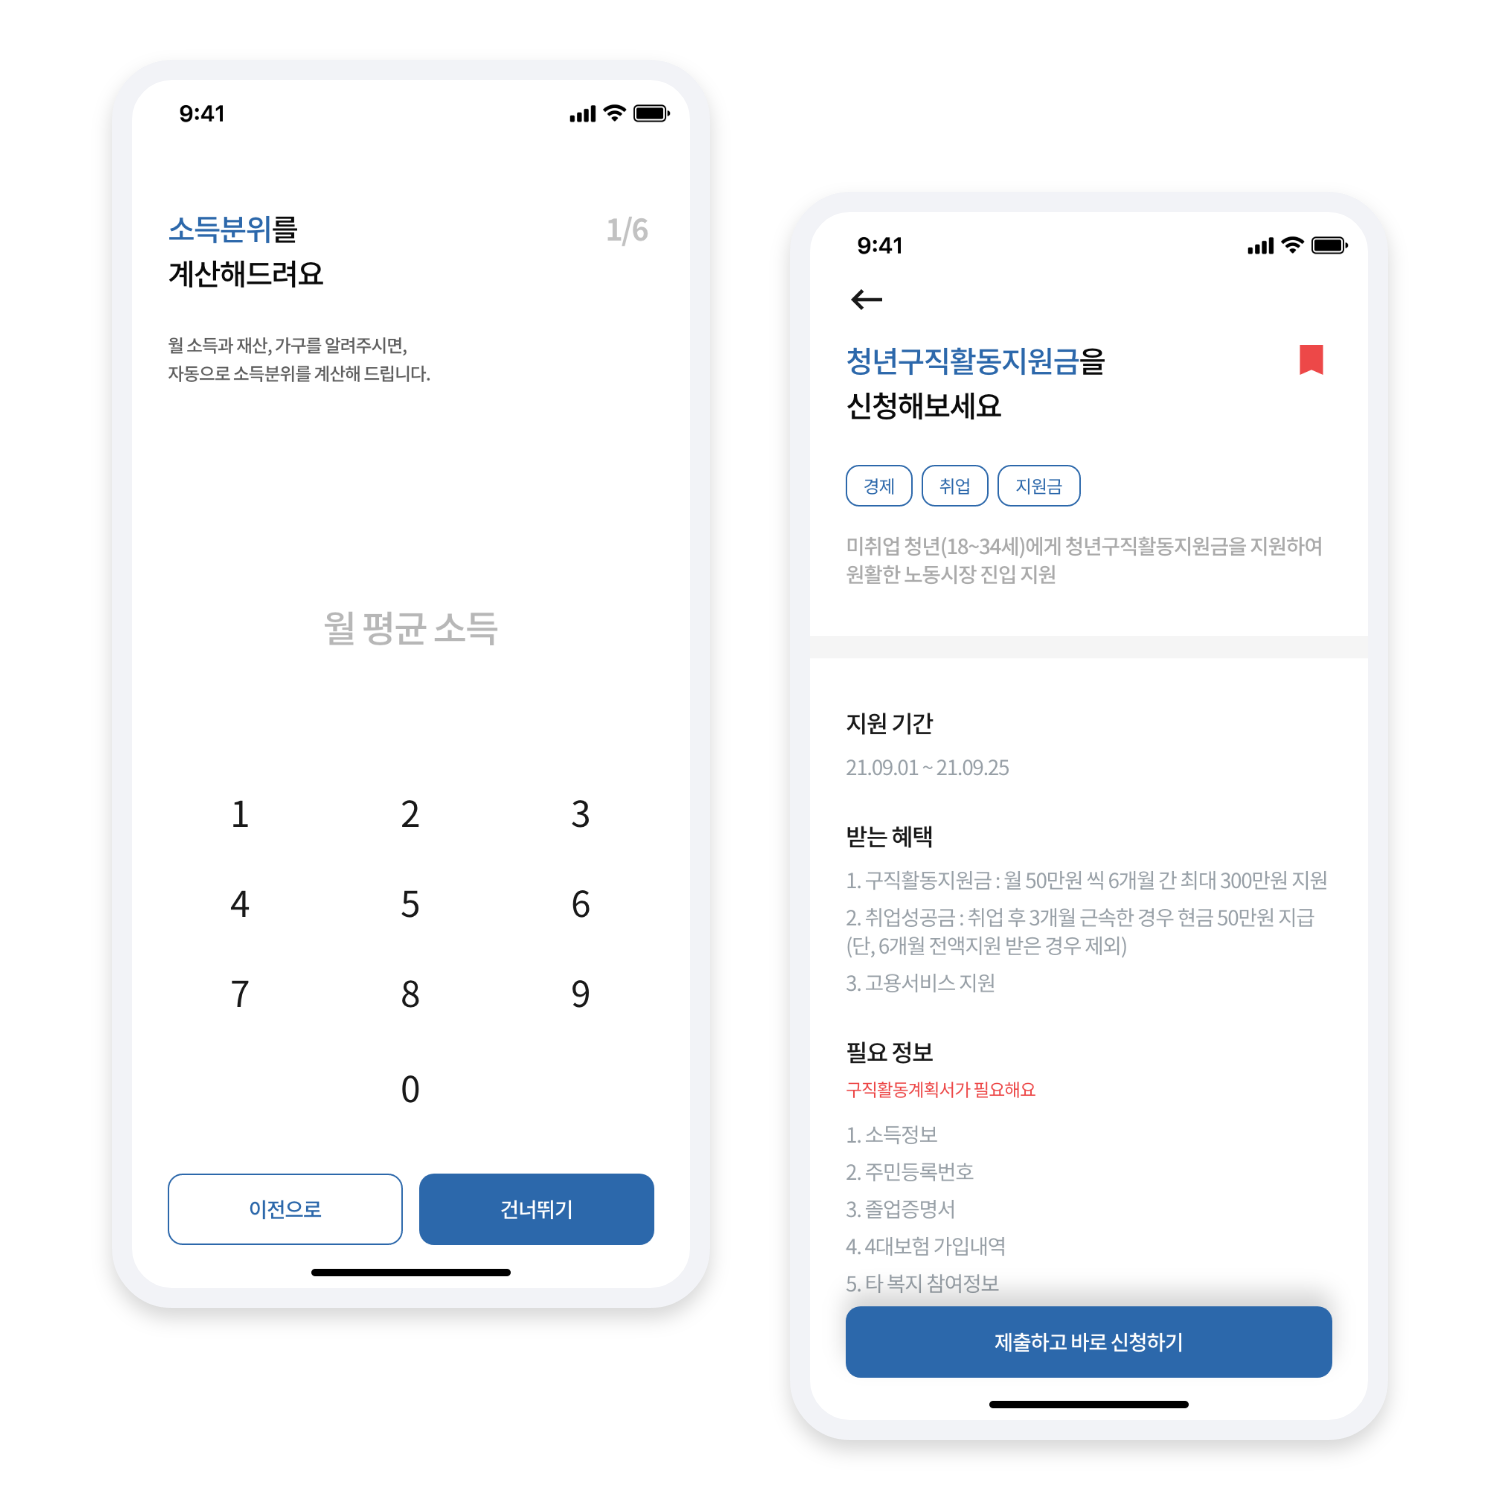 9:41
소득분위를
1/6
계산해드려요
월 소득과 재산, 가구를 알려주시면,
자동으로 소득분위를 계산해 드립니다.
월 평균 소득
1 2 3
4 5 6
7 8 9
0
이전으로
건너뛰기
9:41
청년구직활동지원금을
신청해보세요
경제
취업
지원금
미취업 청년(18~34세)에게 청년구직활동지원금을 지원하여
원활한 노동시장 진입 지원
지원 기간
21.09.01 ~ 21.09.25
받는 혜택
1. 구직활동지원금 : 월 50만원 씩 6개월 간 최대 300만원 지원
2. 취업성공금 : 취업 후 3개월 근속한 경우 현금 50만원 지급
(단, 6개월 전액지원 받은 경우 제외)
3. 고용서비스 지원
필요 정보
구직활동계획서가 필요해요
1. 소득정보
2. 주민등록번호
3. 졸업증명서
4. 4대보험 가입내역
5. 타 복지 참여정보
제출하고 바로 신청하기